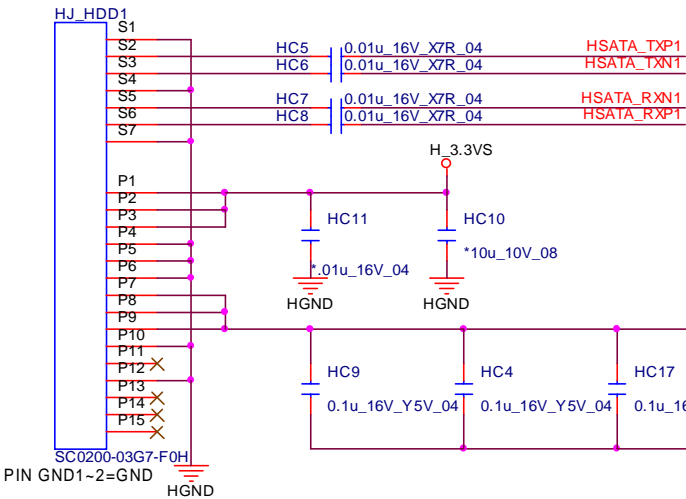 HJ_HDD1
S1
S2
S3
S4
S5
S6
S7
P1
P2
P3
P4
P5
P6
P7
P8
P9
P10
P11
P12
P13
P14
P15
SC0200-03G7-F0H
PIN GND1~2=GND
HGND
HC5 0.01u_16V_X7R_04 HSATA_TXP1
HC6 0.01u_16V_X7R_04 HSATA_TXN1
HC7 0.01u_16V_X7R_04 HSATA_RXN1
HC8 0.01u_16V_X7R_04 HSATA_RXP1
H_3.3VS
HC11
*.01u_16V_04
HGND
HC10
*10u_10V_08
HGND
HC9
0.1u_16V_Y5V_04
HC4
0.1u_16V_Y5V_04
HC17
0.1u_16